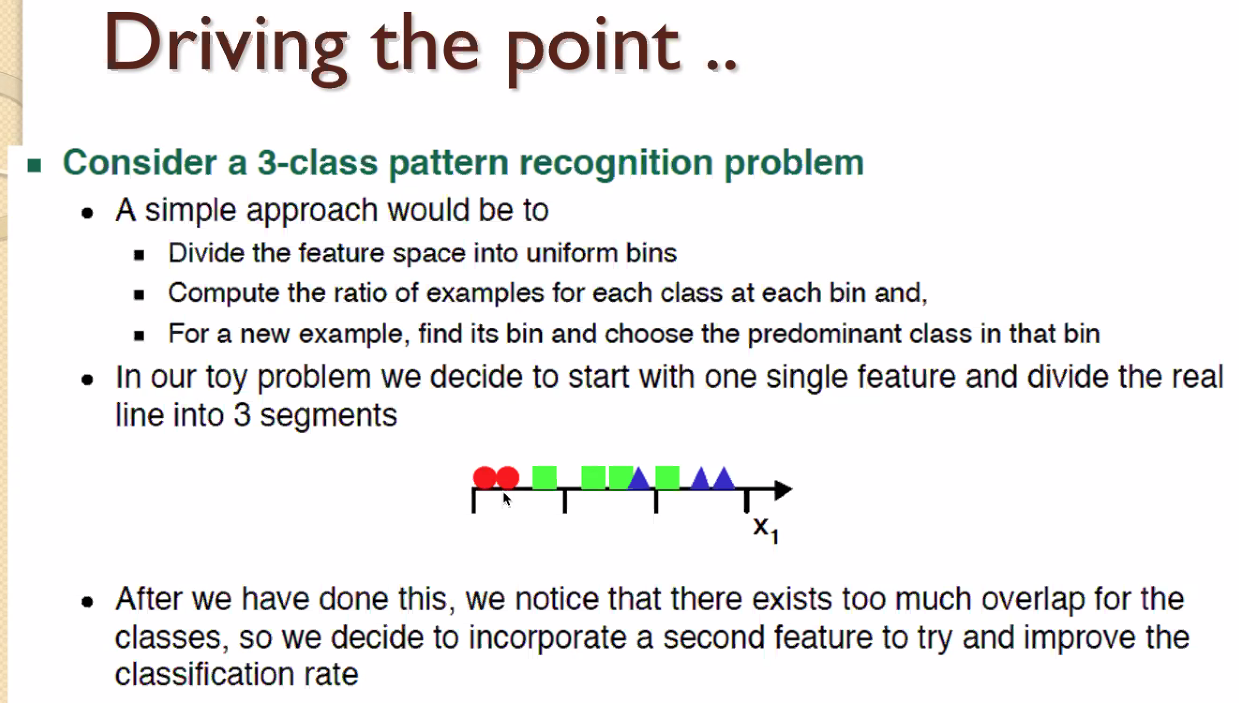 Driving the point ..
Consider a 3-class pattern recognition problem
A simple approach would be to
Divide the feature space into uniform bins
Compute the ratio of examples for each class at each bin and,
For a new example, find its bin and choose the predominant class in that bin
In our toy problem we decide to start with one single feature and divide the real
line into 3 segments
x1
After we have done this, we notice that there exists too much overlap for the
classes, so we decide to incorporate a second feature to try and improve the
classification rate